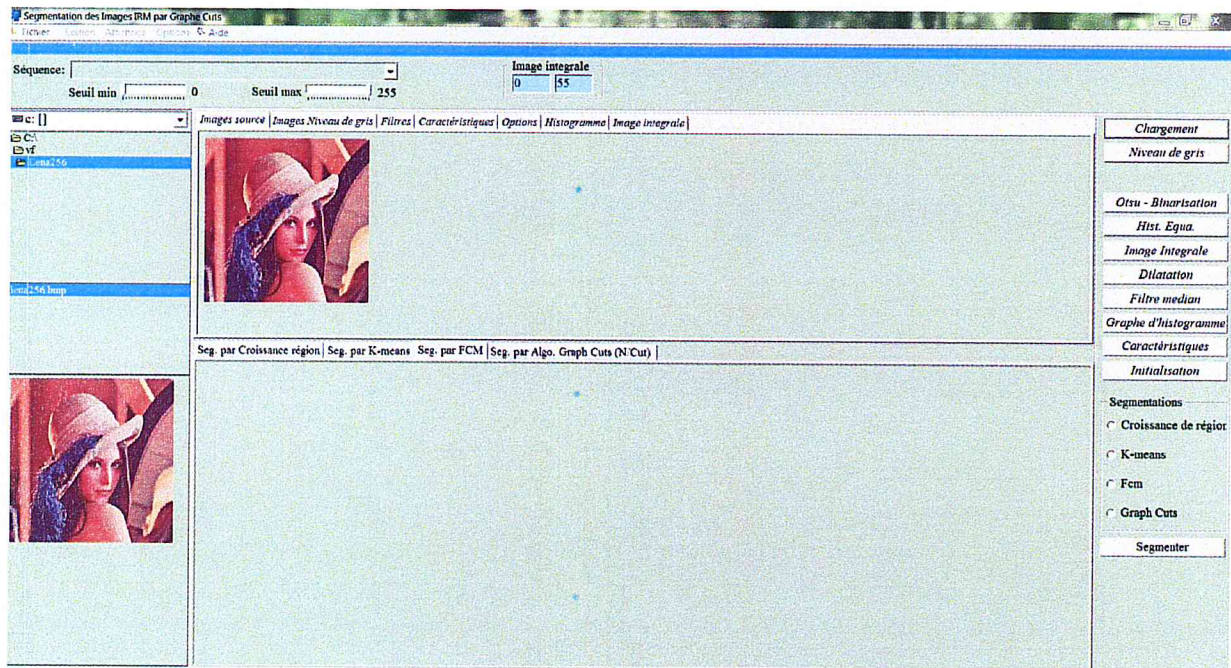 Segmentation des Images IRM par Graphe Cuts
Fichier Edition Affichage Options Aide
Séquence:
Image integrale
0 55
Seuil min 0 Seuil max 255
c: []
C:\
vf
Lena256
lena256.bmp
Images source Images Niveau de gris Filtres Caractéristiques Options Histogramme Image integrale
Seg. par Croissance région Seg. par K-means Seg. par FCM Seg. par Algo. Graph Cuts (N/Cut)
Chargement
Niveau de gris
Otsu - Binarisation
Hist. Equa.
Image Integrale
Dilatation
Filtre median
Graphe d'histogramme
Caractéristiques
Initialisation
Segmentations
Croissance de région
K-means
Fcm
Graph Cuts
Segmenter